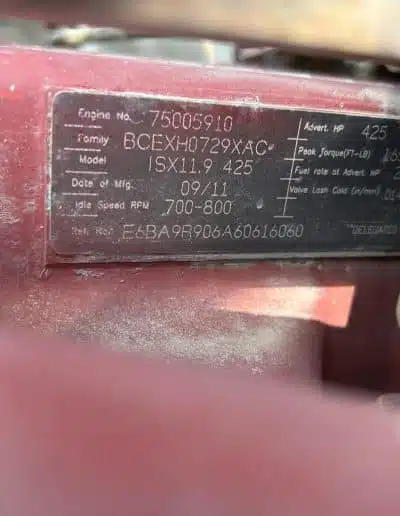 Engine No. 75005910
Family BCEXH0729XAC
Model ISX11.9 425
Date of Mfg. 09/11
Idle Speed RPM 700-800
Ref. No. E6BA9R906A60616060
Advert. HP 425
Peak Torque(FT-LB)
Fuel rate at Advert. HP
Valve Lash Cold (in/mm)